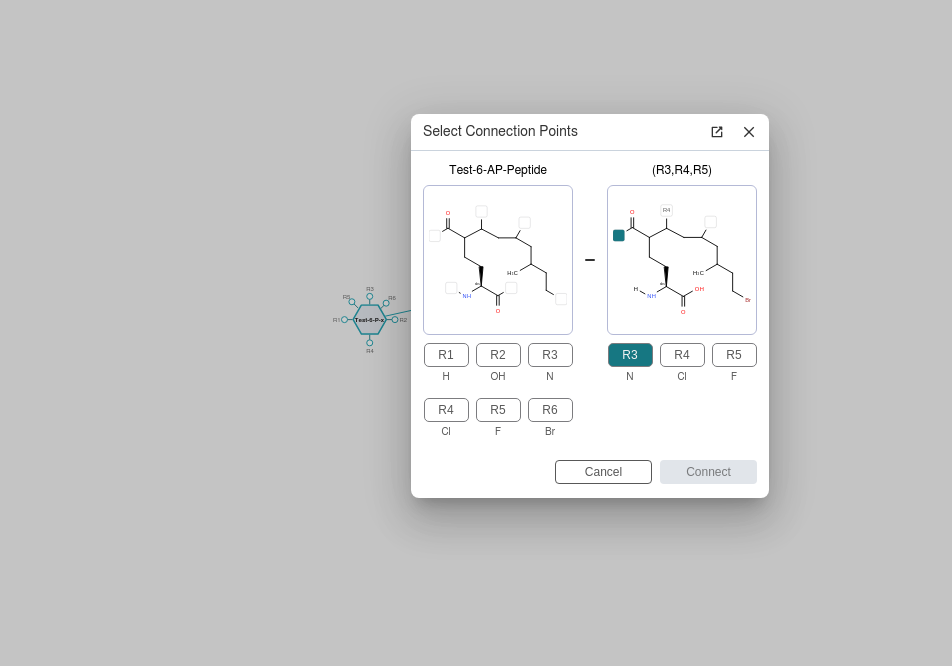 Select Connection Points
Test-6-AP-Peptide
(R3,R4,R5)
O
H₃C
NH
O
O
R4
H₃C
H
NH
OH
O
Br
R1 R2 R3
H OH N
R4 R5 R6
Cl F Br
R3 R4 R5
N Cl F
Cancel
Connect
R3
R5
R6
R1
Test-6-P-x
R2
R4